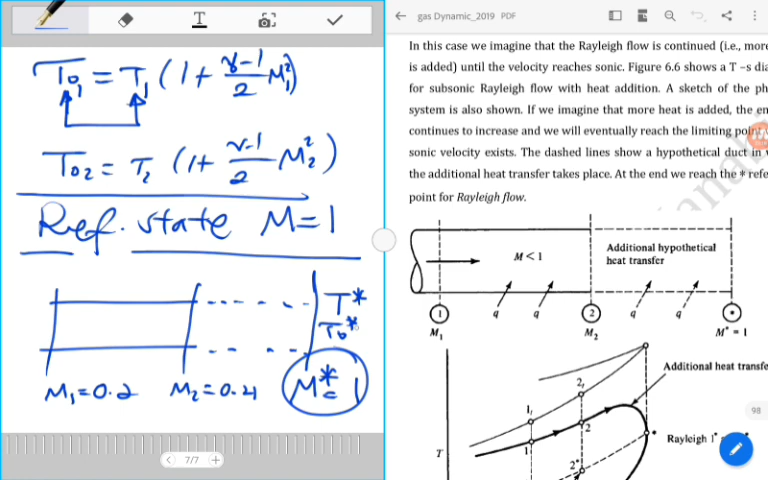 T
gas Dynamic_2019 PDF
To₁ = T₁ (1 + γ-1/2 M₁²)
To₂ = T₂ (1 + γ-1/2 M₂²)
Ref. state M=1
T*
To*
M₁=0.2 M₂=0.4 M*=1
7/7
In this case we imagine that the Rayleigh flow is continued (i.e., more
is added) until the velocity reaches sonic. Figure 6.6 shows a T –s dia
for subsonic Rayleigh flow with heat addition. A sketch of the ph
system is also shown. If we imagine that more heat is added, the en
continues to increase and we will eventually reach the limiting point
sonic velocity exists. The dashed lines show a hypothetical duct in
the additional heat transfer takes place. At the end we reach the * refe
point for Rayleigh flow.
M < 1
Additional hypothetical
heat transfer
q q q q
1 2
M₁ M₂ M* = 1
Additional heat transfe
98
1ₜ 2ₜ
1 2
T
Rayleigh
2*